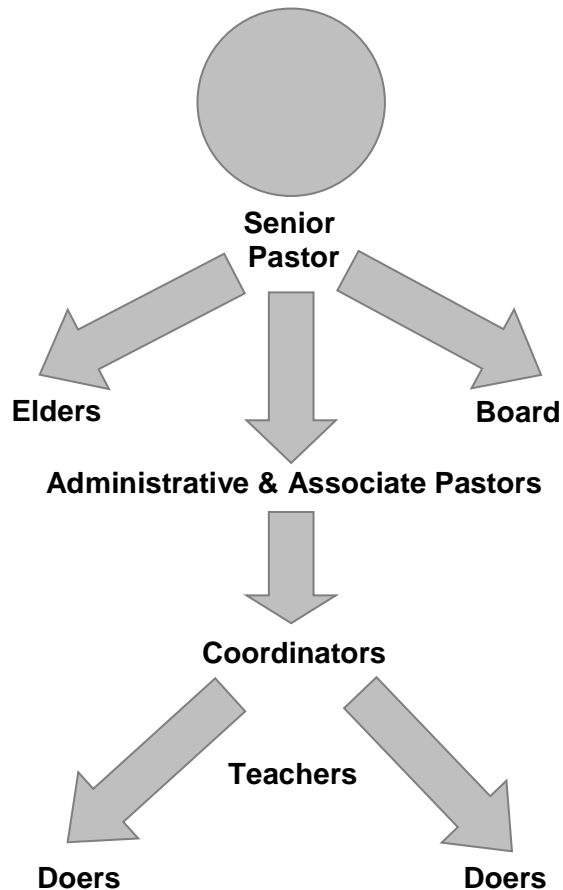 Senior
Pastor
Elders
Board
Administrative & Associate Pastors
Coordinators
Teachers
Doers
Doers